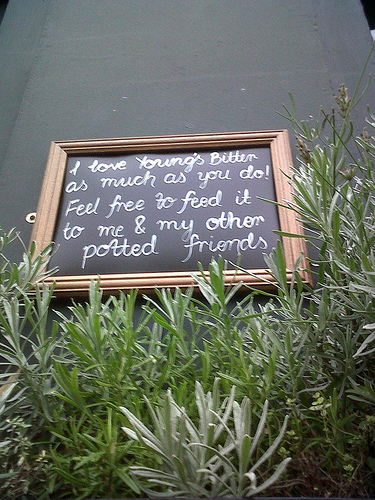 I love Young's Bitter
as much as you do!
Feel free to feed it
to me & my other
potted friends